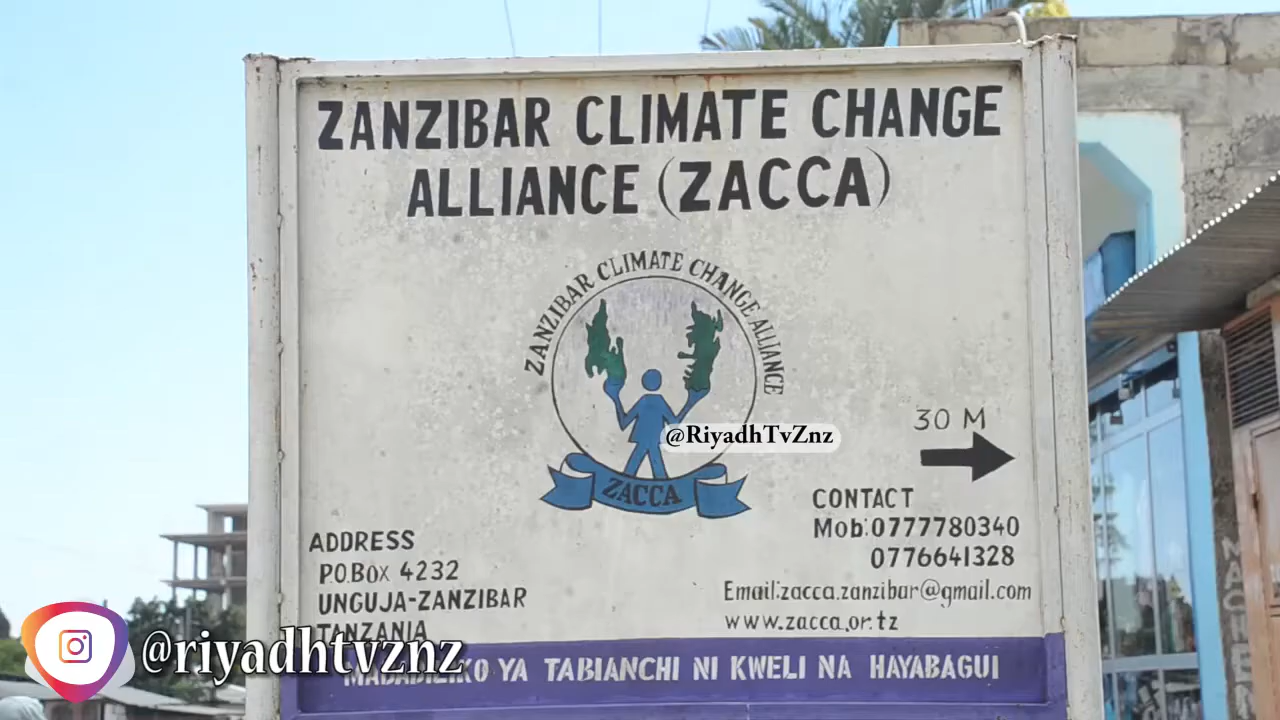 ZANZIBAR CLIMATE CHANGE
ALLIANCE (ZACCA)
ZANZIBAR CLIMATE CHANGE ALLIANCE
@RiyadhTvZnz
ZACCA
30 M
CONTACT
Mob:0777780340
0776641328
Email:zacca.zanzibar@gmail.com
www.zacca.or.tz
ADDRESS
P.O.Box 4232
UNGUJA-ZANZIBAR
TANZANIA
@riyadhtvznz
YA TABIANCHI NI KWELI NA HAYABAGUI